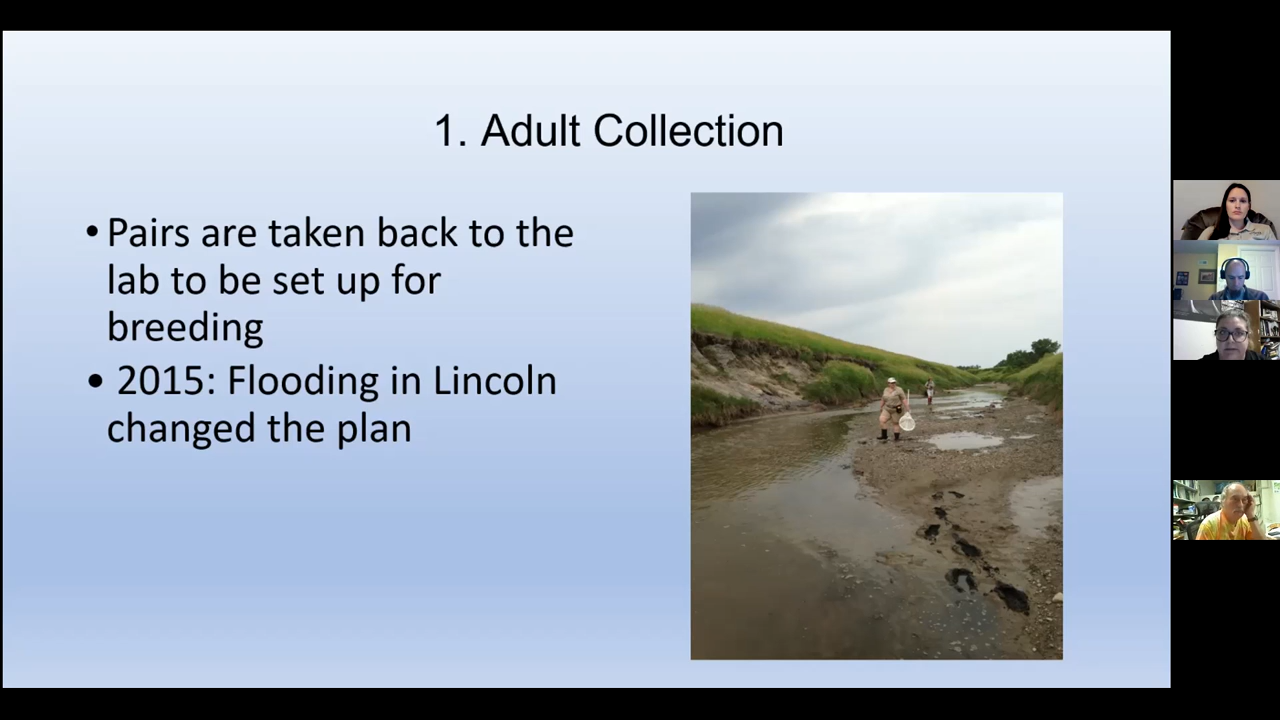 1. Adult Collection
• Pairs are taken back to the
lab to be set up for
breeding
• 2015: Flooding in Lincoln
changed the plan